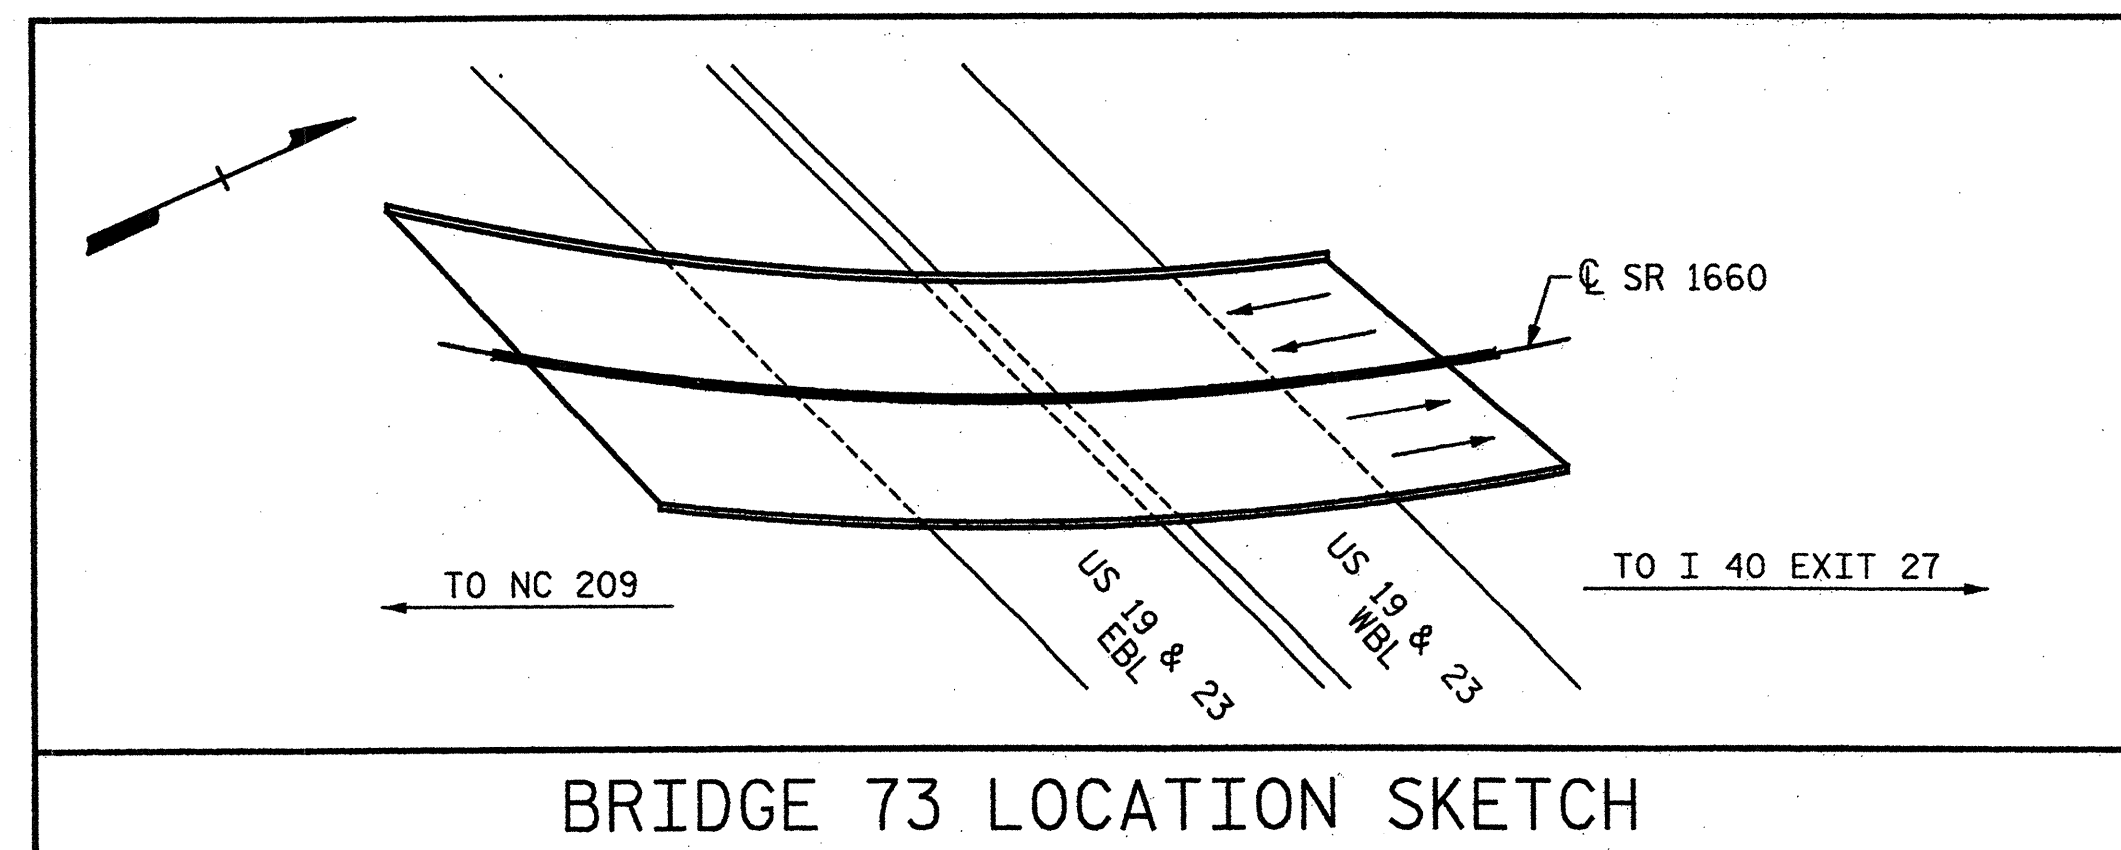 ℄ SR 1660
TO NC 209
US 19 & 23
EBL
US 19 & 23
WBL
TO I 40 EXIT 27
BRIDGE 73 LOCATION SKETCH